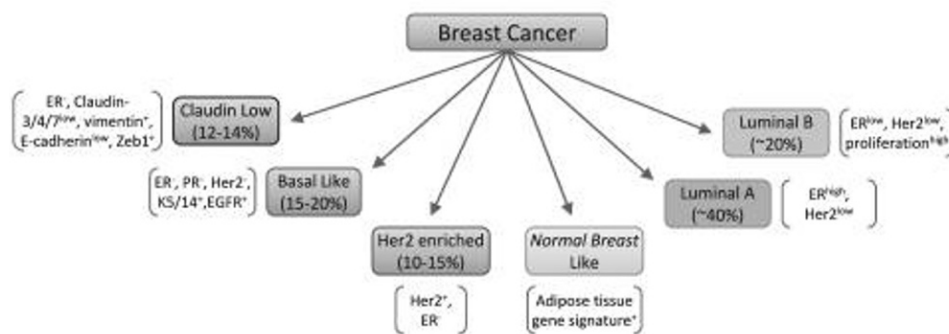 Breast Cancer
ER⁻, Claudin-
3/4/7ˡᵒʷ, vimentin⁺,
E-cadherinˡᵒʷ, Zeb1⁺
Claudin Low
(12-14%)
ER⁻, PR⁻, Her2⁻,
K5/14⁺,EGFR⁺
Basal Like
(15-20%)
Her2 enriched
(10-15%)
Her2⁺,
ER⁻
Normal Breast
Like
Adipose tissue
gene signature⁺
Luminal A
(~40%)
ERʰⁱᵍʰ,
Her2ˡᵒʷ
Luminal B
(~20%)
ERˡᵒʷ, Her2ˡᵒʷ,
proliferationʰⁱᵍʰ